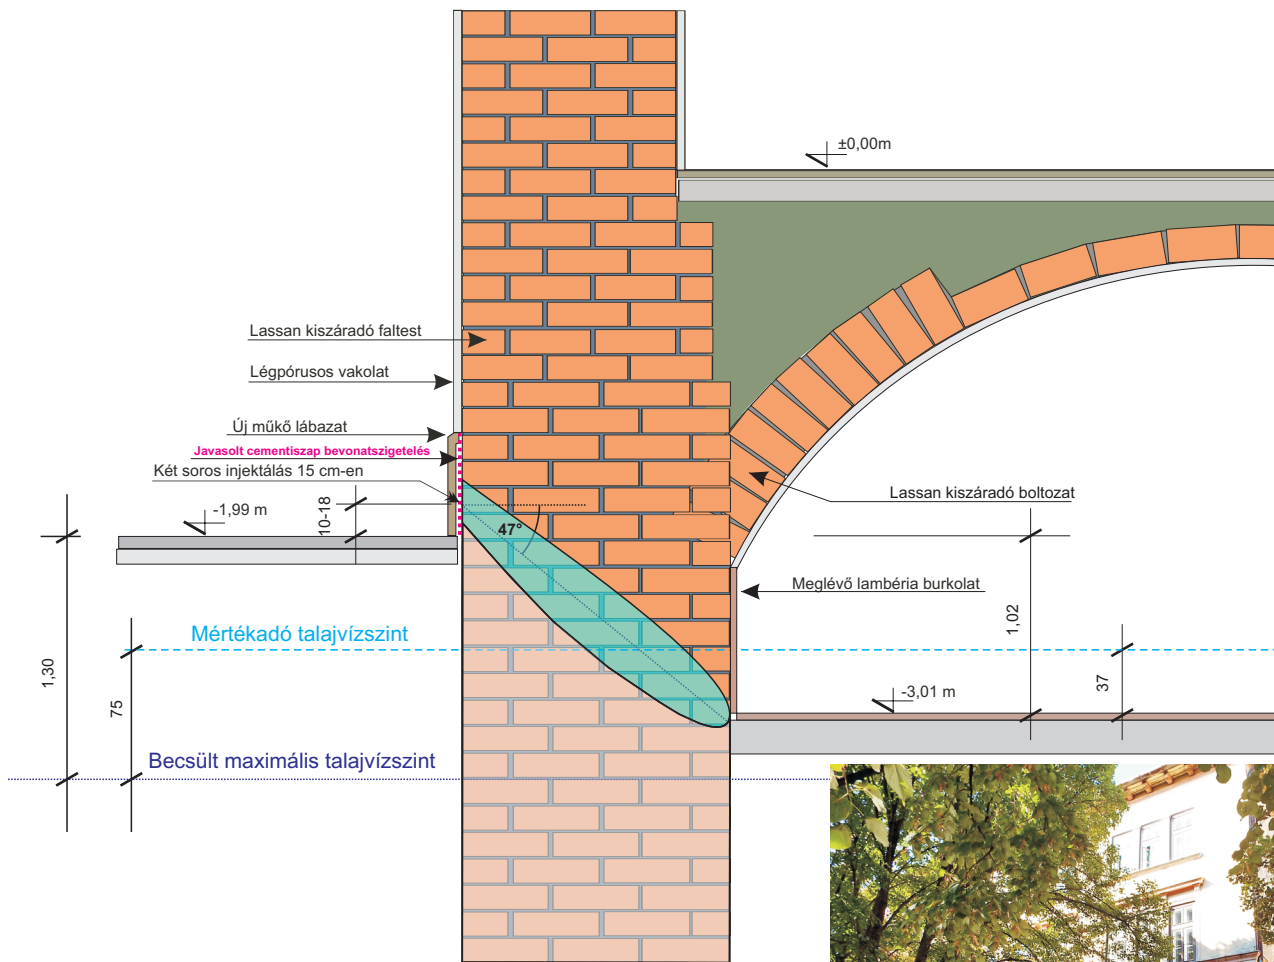 ±0,00m
Lassan kiszáradó faltest
Légpórusos vakolat
Új műkő lábazat
Javasolt cementiszap bevonatszigetelés
Két soros injektálás 15 cm-en
-1,99 m
10-18
47°
Lassan kiszáradó boltozat
Meglévő lambéria burkolat
1,02
Mértékadó talajvízszint
1,30
75
37
-3,01 m
Becsült maximális talajvízszint